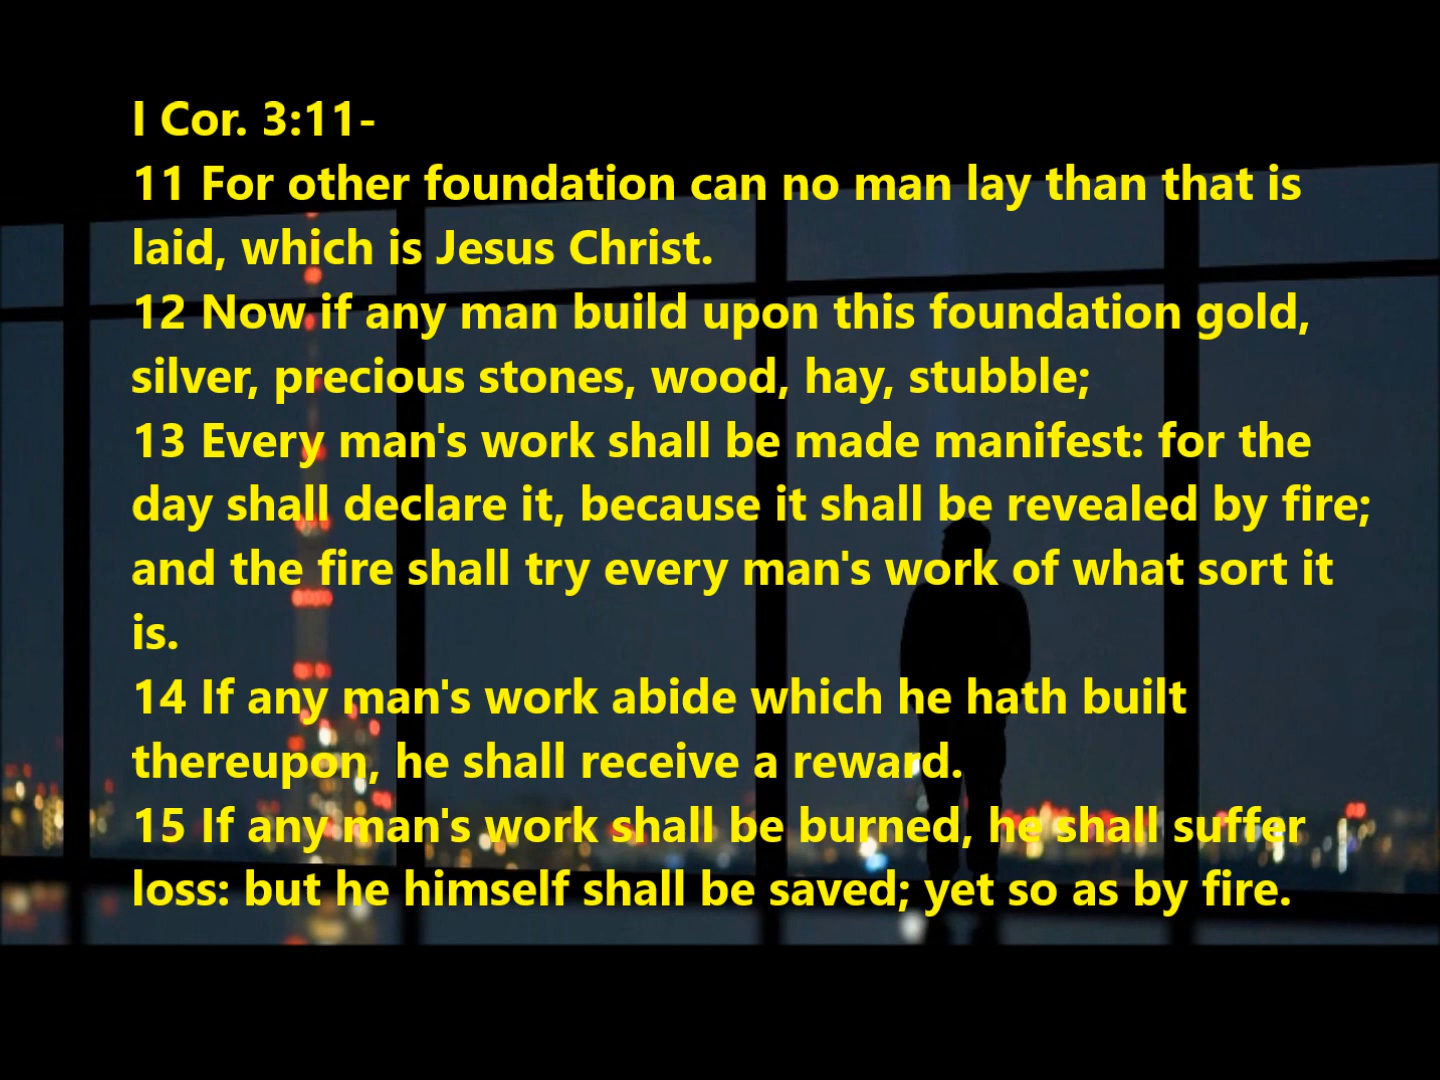 I Cor. 3:11-
11 For other foundation can no man lay than that is
laid, which is Jesus Christ.
12 Now if any man build upon this foundation gold,
silver, precious stones, wood, hay, stubble;
13 Every man's work shall be made manifest: for the
day shall declare it, because it shall be revealed by fire;
and the fire shall try every man's work of what sort it
is.
14 If any man's work abide which he hath built
thereupon, he shall receive a reward.
15 If any man's work shall be burned, he shall suffer
loss: but he himself shall be saved; yet so as by fire.